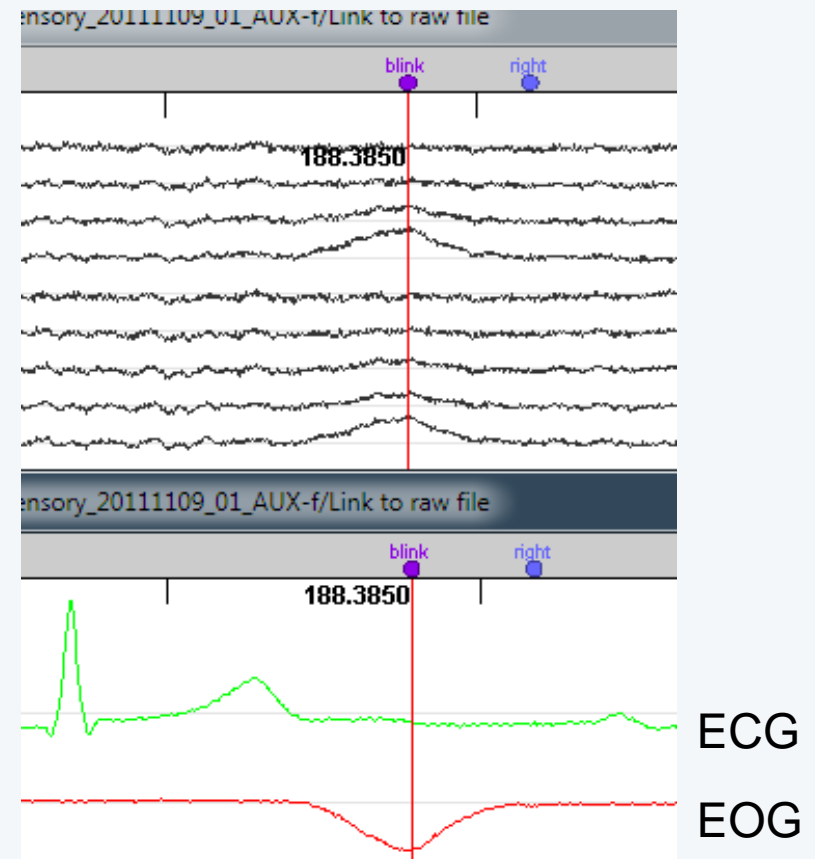 ensory_20111109_01_AUX-f/Link to raw file
blink right
188.3850
ensory_20111109_01_AUX-f/Link to raw file
blink right
188.3850
ECG
EOG